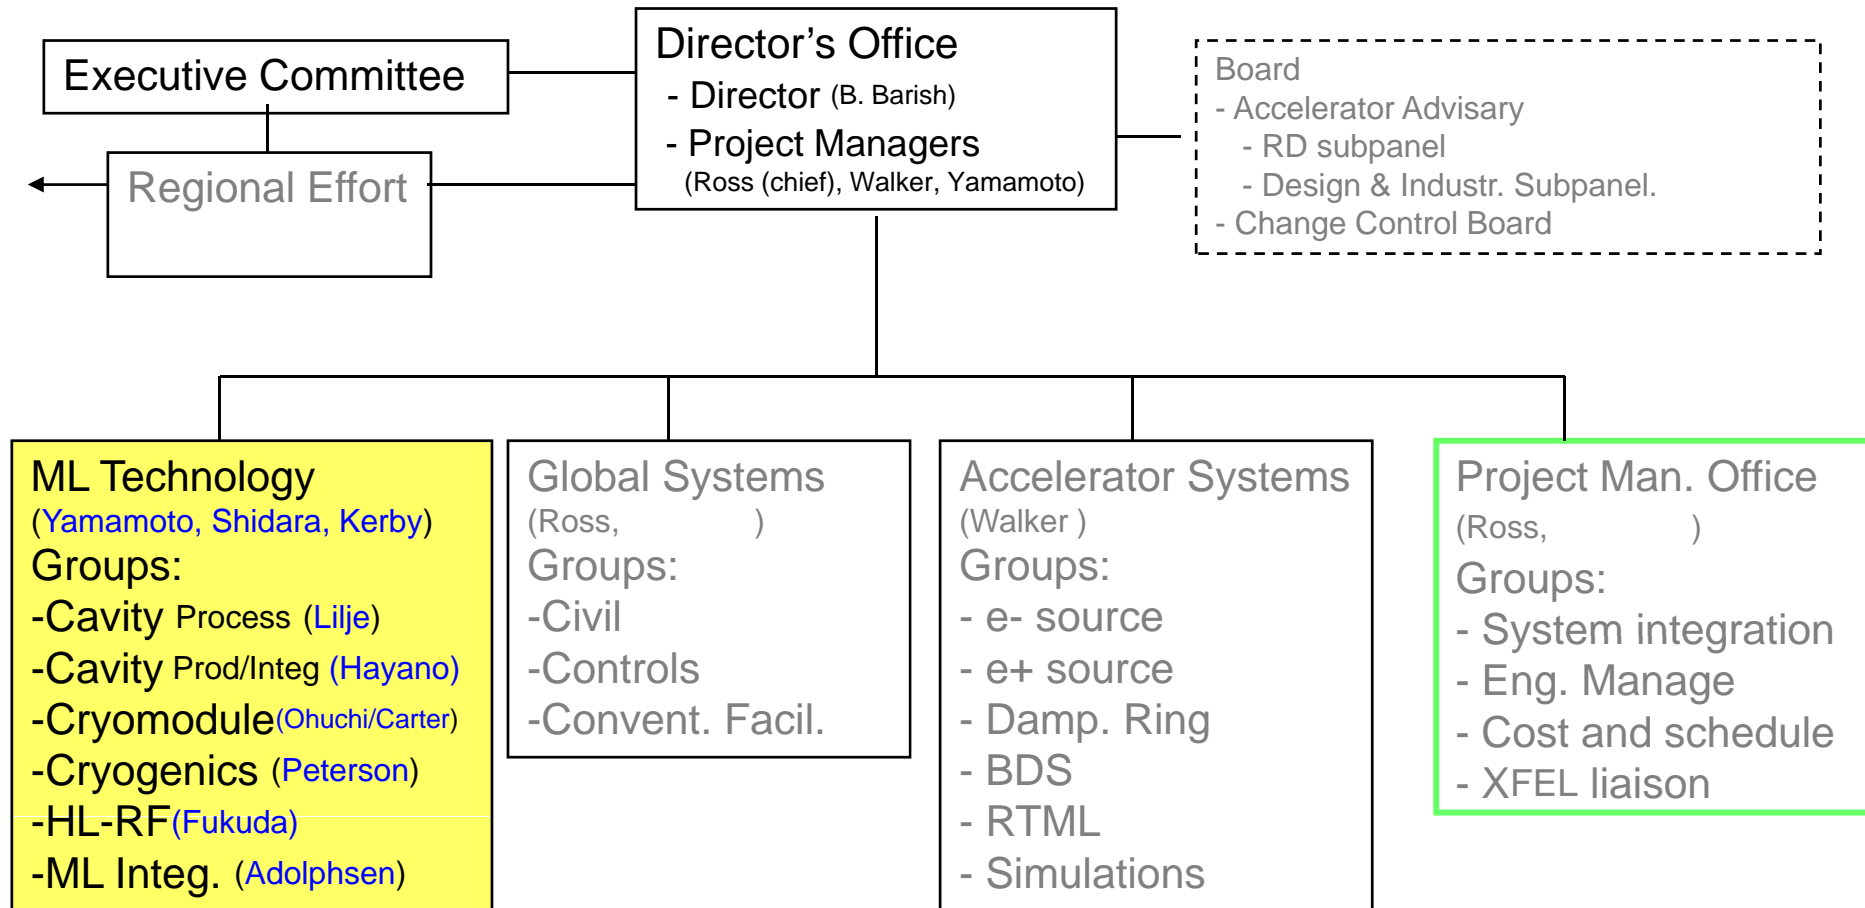 Executive Committee
Regional Effort
Director’s Office
- Director (B. Barish)
- Project Managers
(Ross (chief), Walker, Yamamoto)
Board
- Accelerator Advisary
- RD subpanel
- Design & Industr. Subpanel.
- Change Control Board
ML Technology
(Yamamoto, Shidara, Kerby)
Groups:
-Cavity Process (Lilje)
-Cavity Prod/Integ (Hayano)
-Cryomodule(Ohuchi/Carter)
-Cryogenics (Peterson)
-HL-RF(Fukuda)
-ML Integ. (Adolphsen)
Global Systems
(Ross, )
Groups:
-Civil
-Controls
-Convent. Facil.
Accelerator Systems
(Walker )
Groups:
- e- source
- e+ source
- Damp. Ring
- BDS
- RTML
- Simulations
Project Man. Office
(Ross, )
Groups:
- System integration
- Eng. Manage
- Cost and schedule
- XFEL liaison